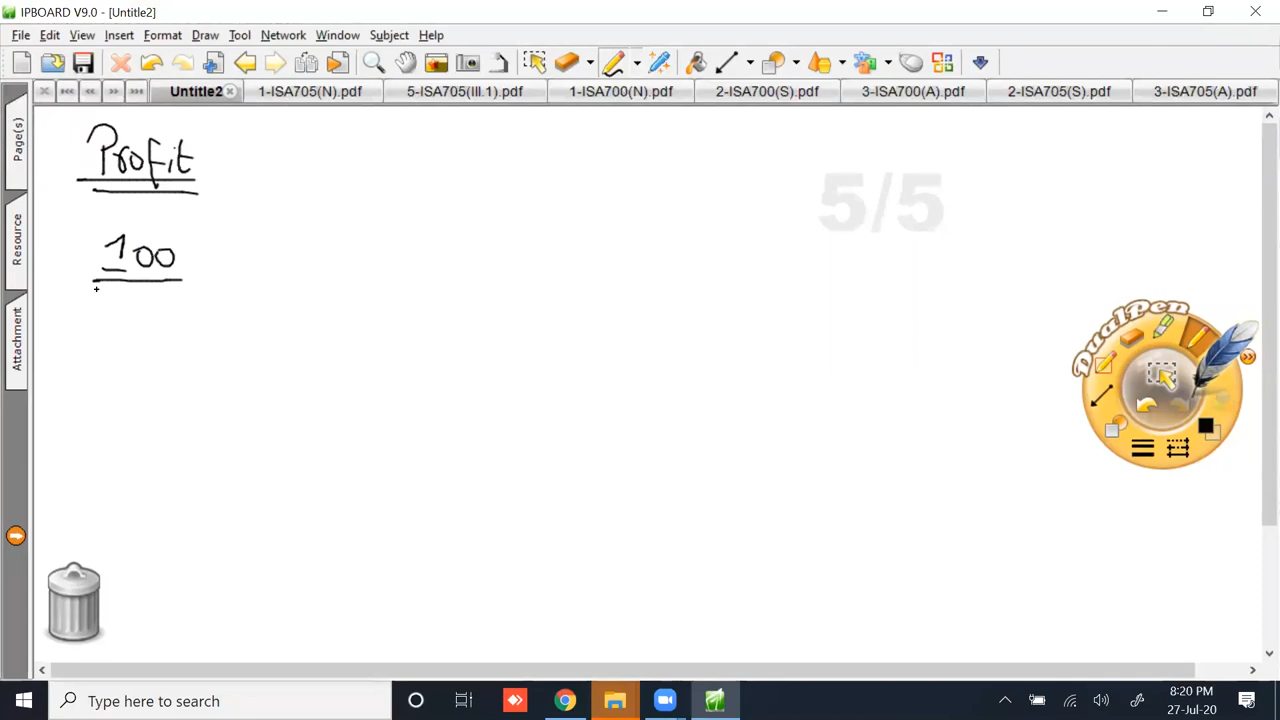 IPBOARD V9.0 - [Untitle2]
File Edit View Insert Format Draw Tool Network Window Subject Help
Untitle2 1-ISA705(N).pdf 5-ISA705(III.1).pdf 1-ISA700(N).pdf 2-ISA700(S).pdf 3-ISA700(A).pdf 2-ISA705(S).pdf 3-ISA705(A).pdf
Page(s)
Resource
Attachment
Profit
100
5/5
DualPen
Type here to search
8:20 PM
27-Jul-20